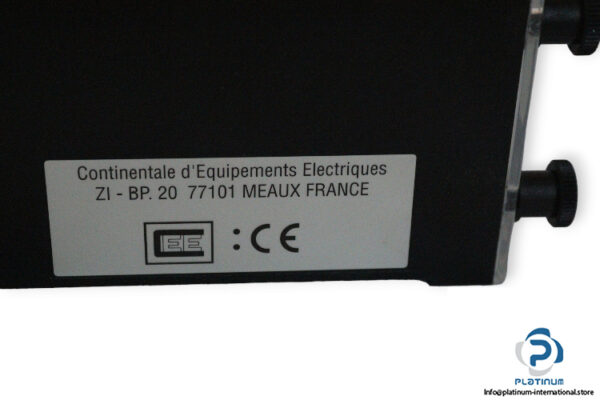 Continentale d'Equipements Electriques
ZI - BP. 20 77101 MEAUX FRANCE
CEE : CE
PLATINUM
Info@platinum-international.store